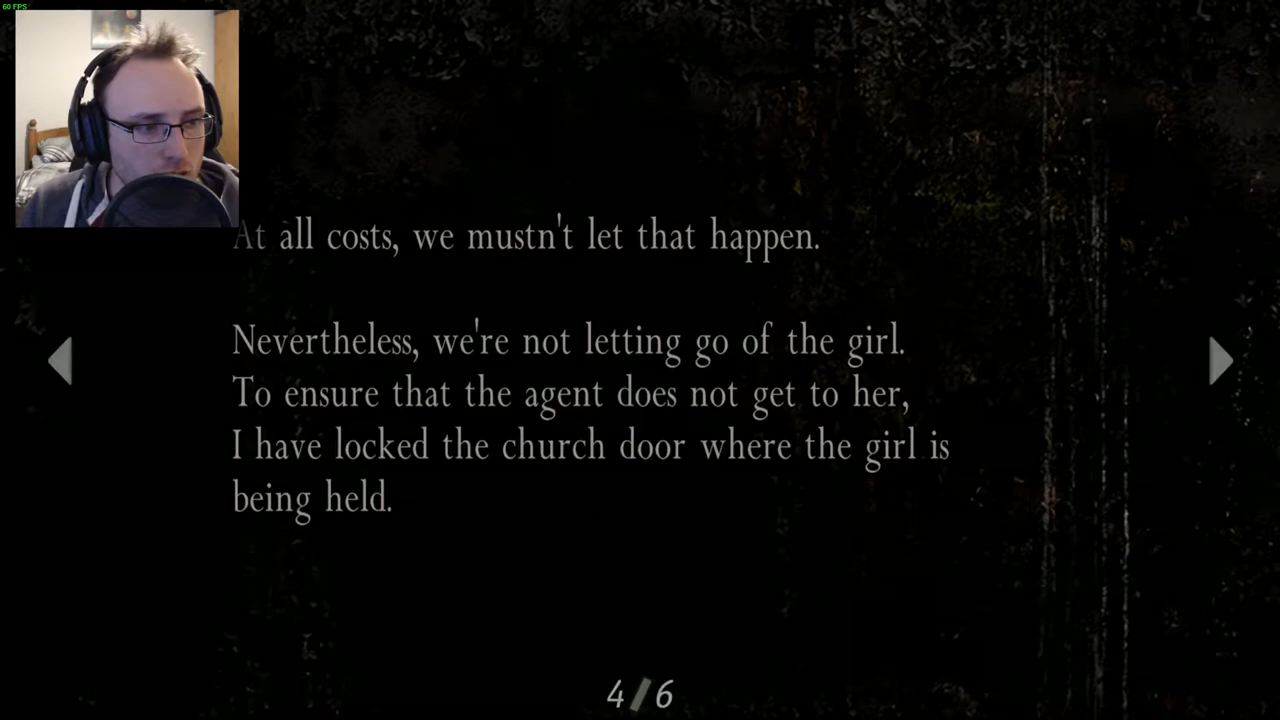 60 FPS
At all costs, we mustn't let that happen.
Nevertheless, we're not letting go of the girl.
To ensure that the agent does not get to her,
I have locked the church door where the girl is
being held.
4/6